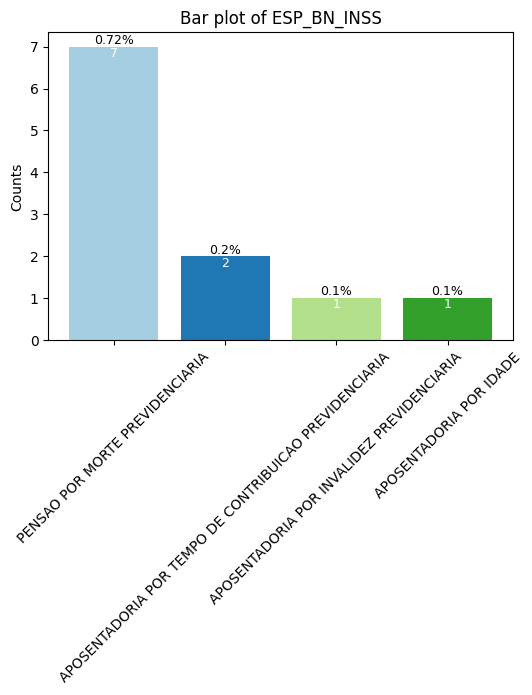 Bar plot of ESP_BN_INSS
Counts
7
6
5
4
3
2
1
0
0.72%
7
0.2%
2
0.1%
1
0.1%
1
PENSAO POR MORTE PREVIDENCIARIA
APOSENTADORIA POR TEMPO DE CONTRIBUICAO PREVIDENCIARIA
APOSENTADORIA POR INVALIDEZ PREVIDENCIARIA
APOSENTADORIA POR IDADE